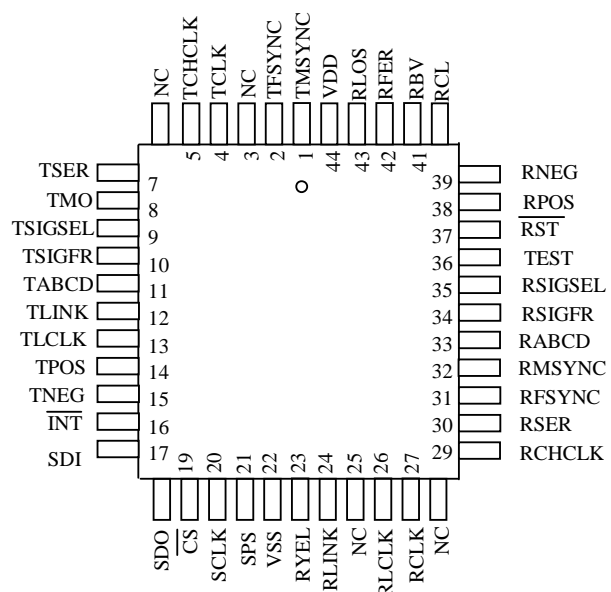 NC
TCHCLK
TCLK
NC
TFSYNC
TMSYNC
VDD
RLOS
RFER
RBV
RCL
5
4
3
2
1
44
43
42
41
TSER
TMO
TSIGSEL
TSIGFR
TABCD
TLINK
TLCLK
TPOS
TNEG
INT
SDI
7
8
9
10
11
12
13
14
15
16
17
39
38
37
36
35
34
33
32
31
30
29
RNEG
RPOS
RST
TEST
RSIGSEL
RSIGFR
RABCD
RMSYNC
RFSYNC
RSER
RCHCLK
19
20
21
22
23
24
25
26
27
SDO
CS
SCLK
SPS
VSS
RYEL
RLINK
NC
RLCLK
RCLK
NC